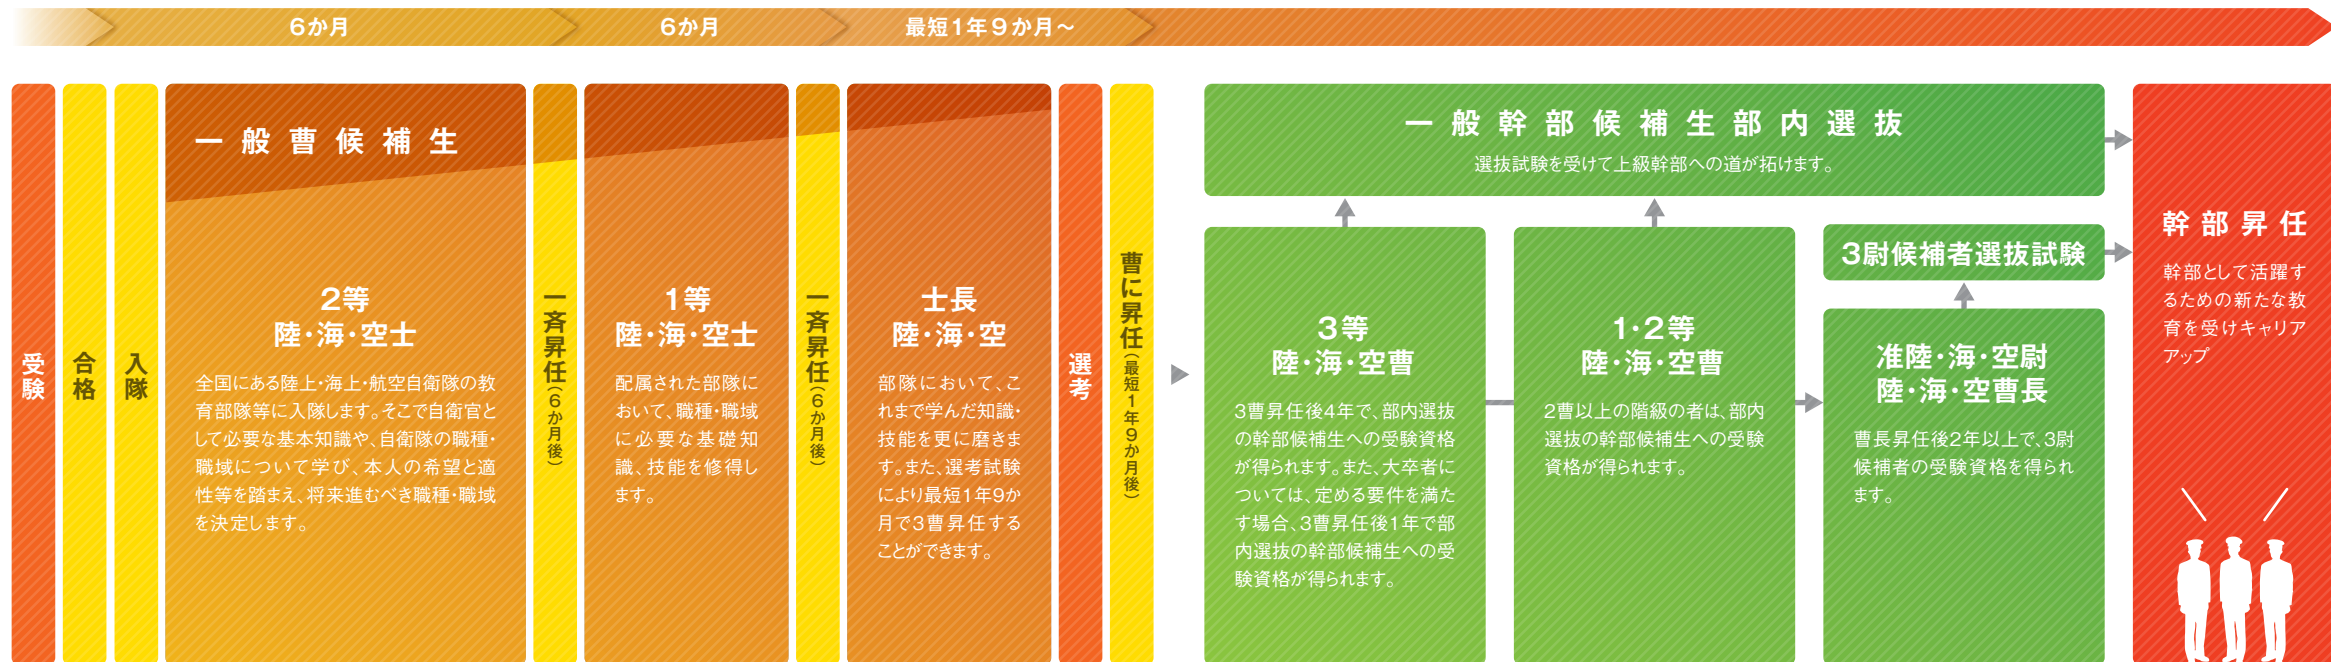 6か月
6か月
最短1年9か月～
受験
合格
入隊
一般曹候補生
2等
陸・海・空士
全国にある陸上・海上・航空自衛隊の教
育部隊等に入隊します。そこで自衛官と
して必要な基本知識や、自衛隊の職種・
職域について学び、本人の希望と適
性等を踏まえ、将来進むべき職種・職域
を決定します。
一斉昇任（6か月後）
1等
陸・海・空士
配属された部隊に
おいて、職種・職域
に必要な基礎知
識、技能を修得し
ます。
一斉昇任（6か月後）
士長
陸・海・空
部隊において、こ
れまで学んだ知識・
技能を更に磨きま
す。また、選考試験
により最短1年9か
月で3曹昇任する
ことができます。
選考
曹に昇任（最短1年9か月後）
一般幹部候補生部内選抜
選抜試験を受けて上級幹部への道が拓けます。
3等
陸・海・空曹
3曹昇任後4年で、部内選抜
の幹部候補生への受験資格
が得られます。また、大卒者に
ついては、定める要件を満た
す場合、3曹昇任後1年で部
内選抜の幹部候補生への受
験資格が得られます。
1・2等
陸・海・空曹
2曹以上の階級の者は、部内
選抜の幹部候補生への受験
資格が得られます。
3尉候補者選抜試験
准陸・海・空尉
陸・海・空曹長
曹長昇任後2年以上で、3尉
候補者の受験資格を得られ
ます。
幹部昇任
幹部として活躍す
るための新たな教
育を受けキャリア
アップ